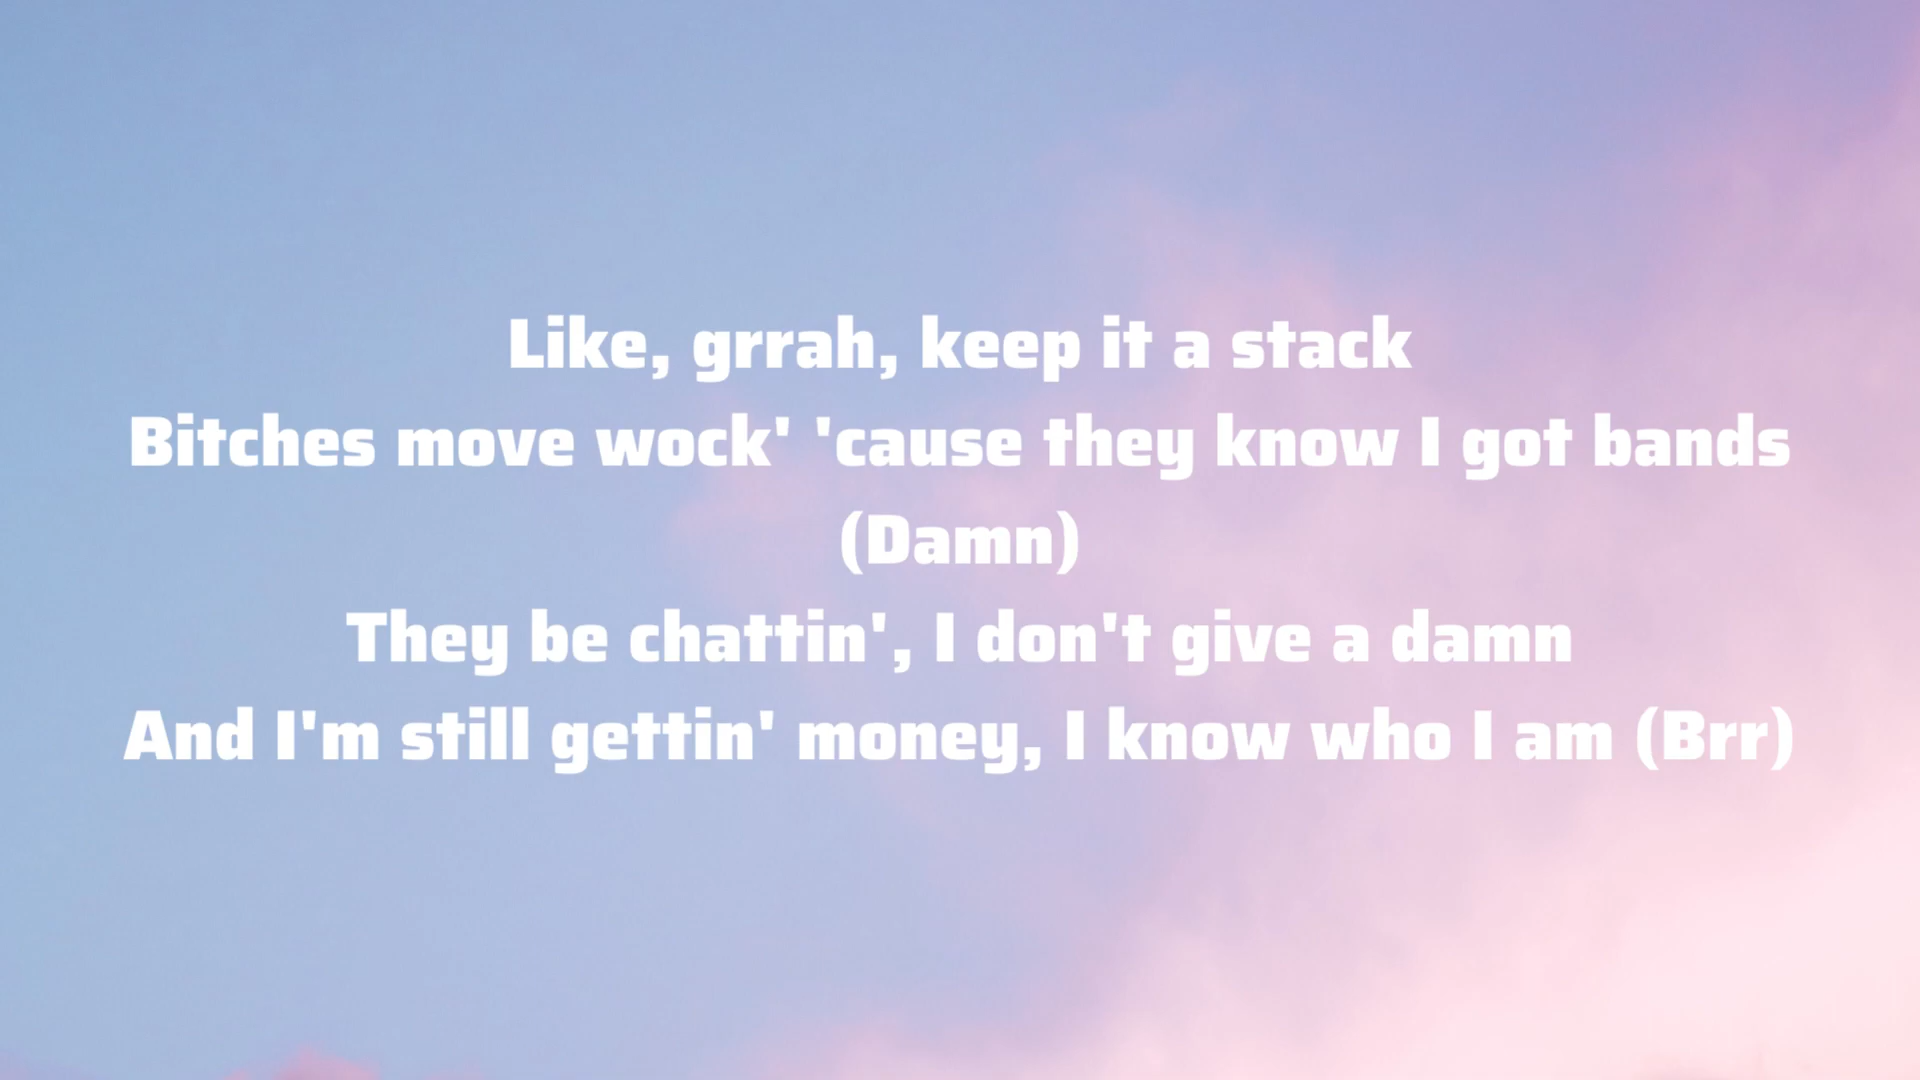 Like, grrah, keep it a stack
Bitches move wock' 'cause they know I got bands
(Damn)
They be chattin', I don't give a damn
And I'm still gettin' money, I know who I am (Brr)